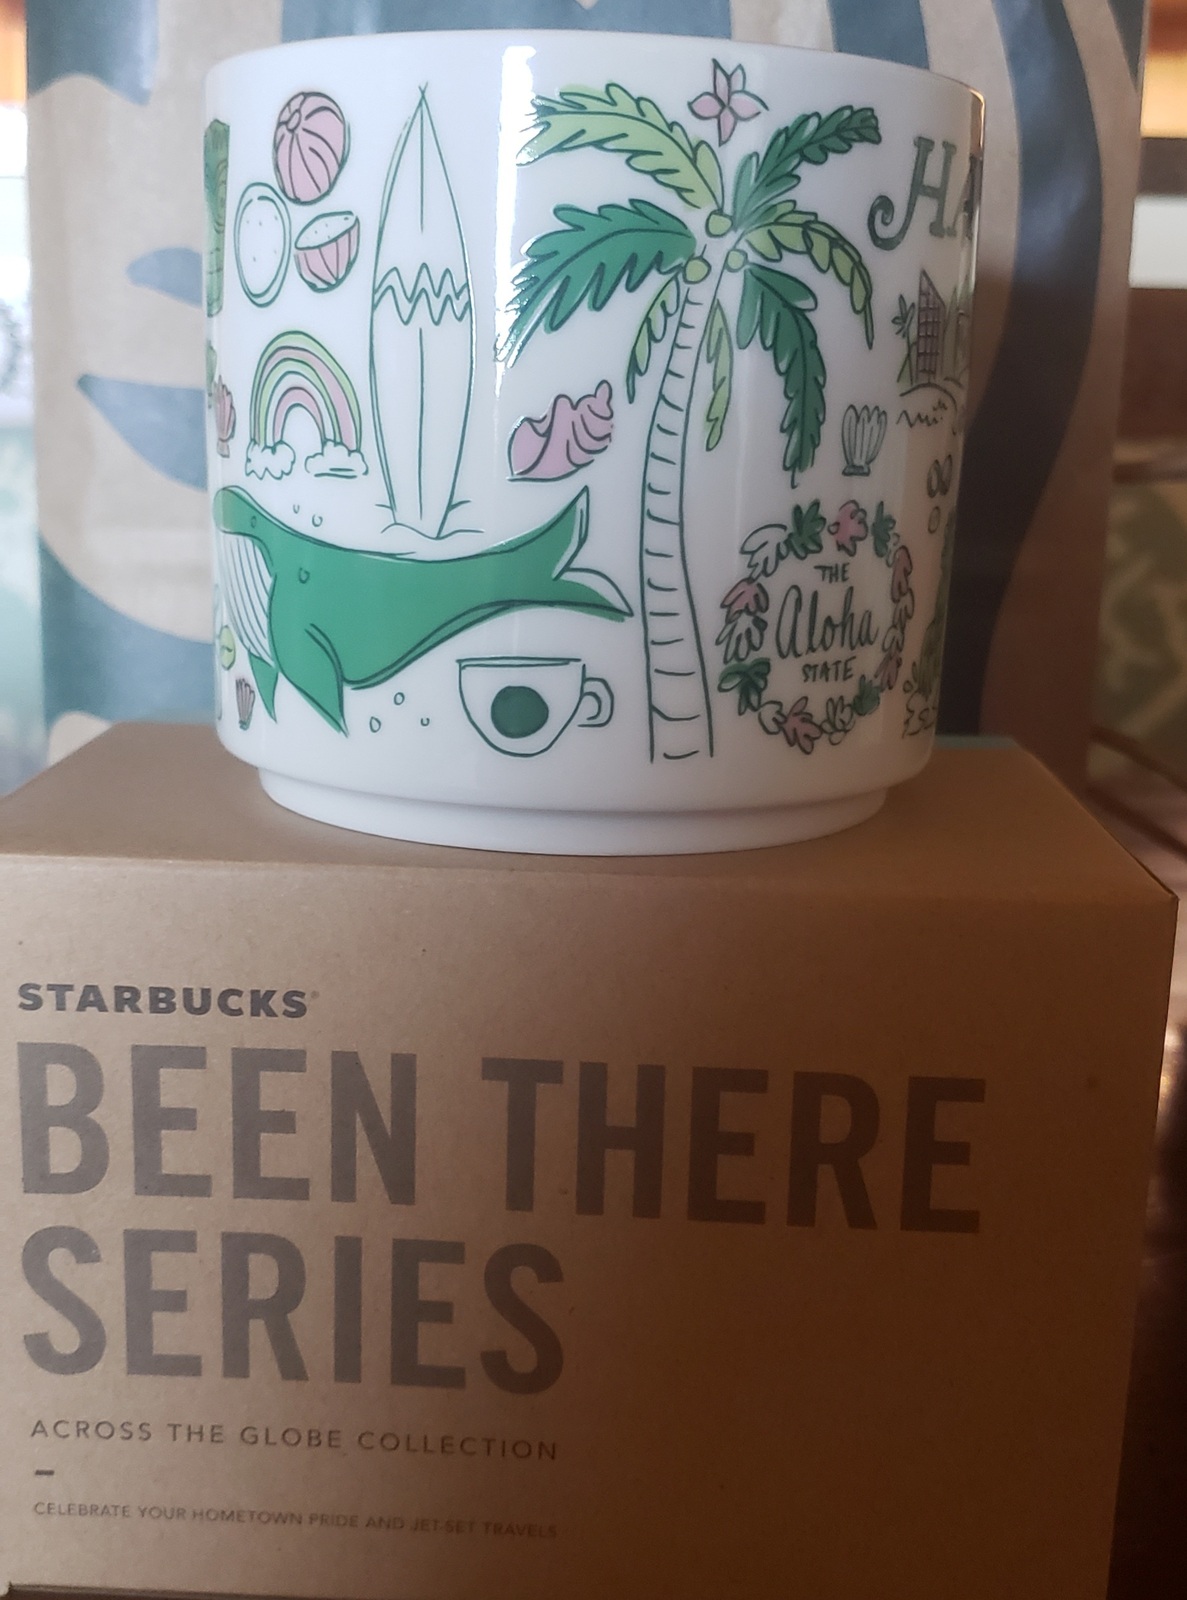 HA
THE
Aloha
STATE
STARBUCKS®
BEEN THERE
SERIES
ACROSS THE GLOBE COLLECTION
–
CELEBRATE YOUR HOMETOWN PRIDE AND JET-SET TRAVELS